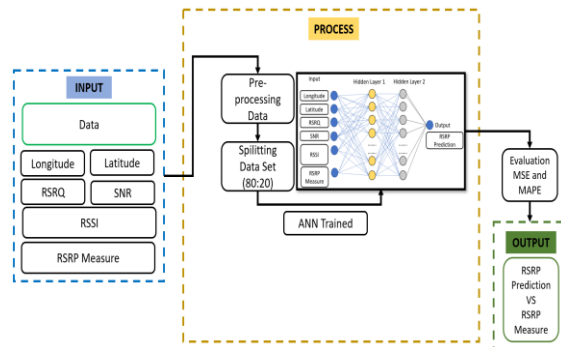 PROCESS
INPUT
Data
Longitude
Latitude
RSRQ
SNR
RSSI
RSRP Measure
Pre-
processing
Data
Spilitting
Data Set
(80:20)
ANN Trained
Input
Hidden Layer 1
Hidden Layer 2
Longitude
Latitude
RSRQ
SNR
RSSI
RSRP
Measure
Output
RSRP
Prediction
Evaluation
MSE and
MAPE
OUTPUT
RSRP
Prediction
VS
RSRP
Measure